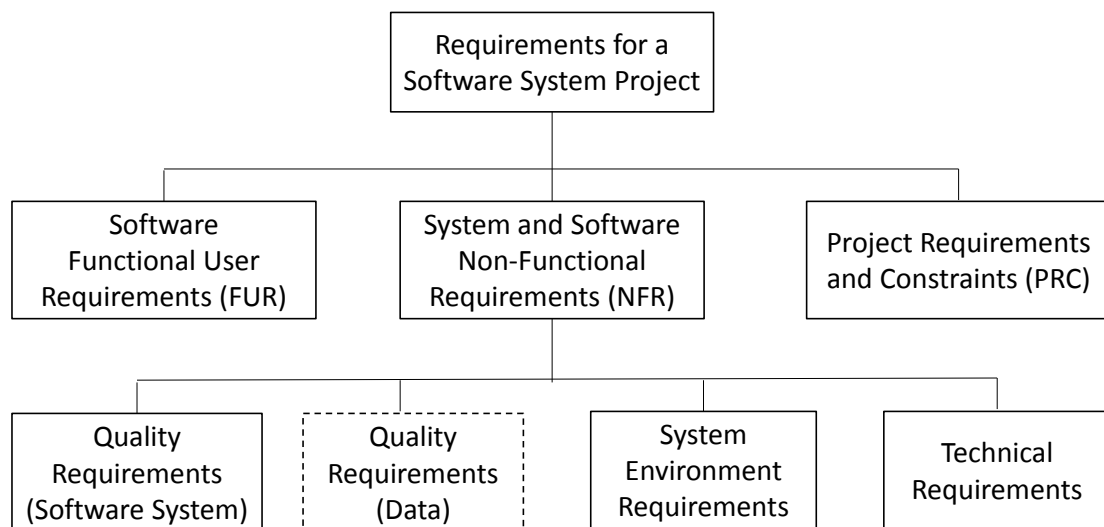 Requirements for a
Software System Project
Software
Functional User
Requirements (FUR)
System and Software
Non-Functional
Requirements (NFR)
Project Requirements
and Constraints (PRC)
Quality
Requirements
(Software System)
Quality
Requirements
(Data)
System
Environment
Requirements
Technical
Requirements